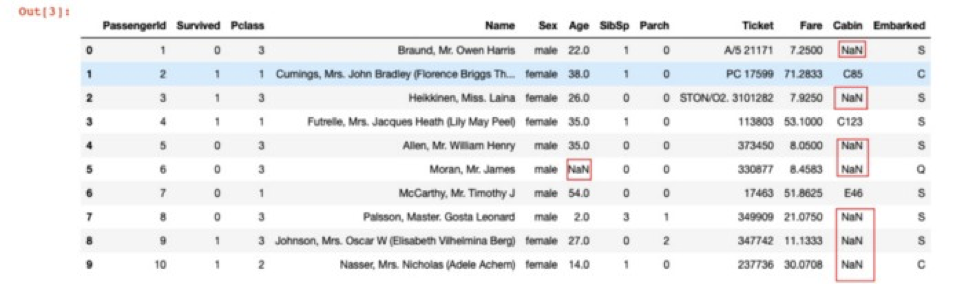 Out[3]:
PassengerId Survived Pclass Name Sex Age SibSp Parch Ticket Fare Cabin Embarked
0 1 0 3 Braund, Mr. Owen Harris male 22.0 1 0 A/5 21171 7.2500 NaN S
1 2 1 1 Cumings, Mrs. John Bradley (Florence Briggs Th... female 38.0 1 0 PC 17599 71.2833 C85 C
2 3 1 3 Heikkinen, Miss. Laina female 26.0 0 0 STON/O2. 3101282 7.9250 NaN S
3 4 1 1 Futrelle, Mrs. Jacques Heath (Lily May Peel) female 35.0 1 0 113803 53.1000 C123 S
4 5 0 3 Allen, Mr. William Henry male 35.0 0 0 373450 8.0500 NaN S
5 6 0 3 Moran, Mr. James male NaN 0 0 330877 8.4583 NaN Q
6 7 0 1 McCarthy, Mr. Timothy J male 54.0 0 0 17463 51.8625 E46 S
7 8 0 3 Palsson, Master. Gosta Leonard male 2.0 3 1 349909 21.0750 NaN S
8 9 1 3 Johnson, Mrs. Oscar W (Elisabeth Vilhelmina Berg) female 27.0 0 2 347742 11.1333 NaN S
9 10 1 2 Nasser, Mrs. Nicholas (Adele Achem) female 14.0 1 0 237736 30.0708 NaN C